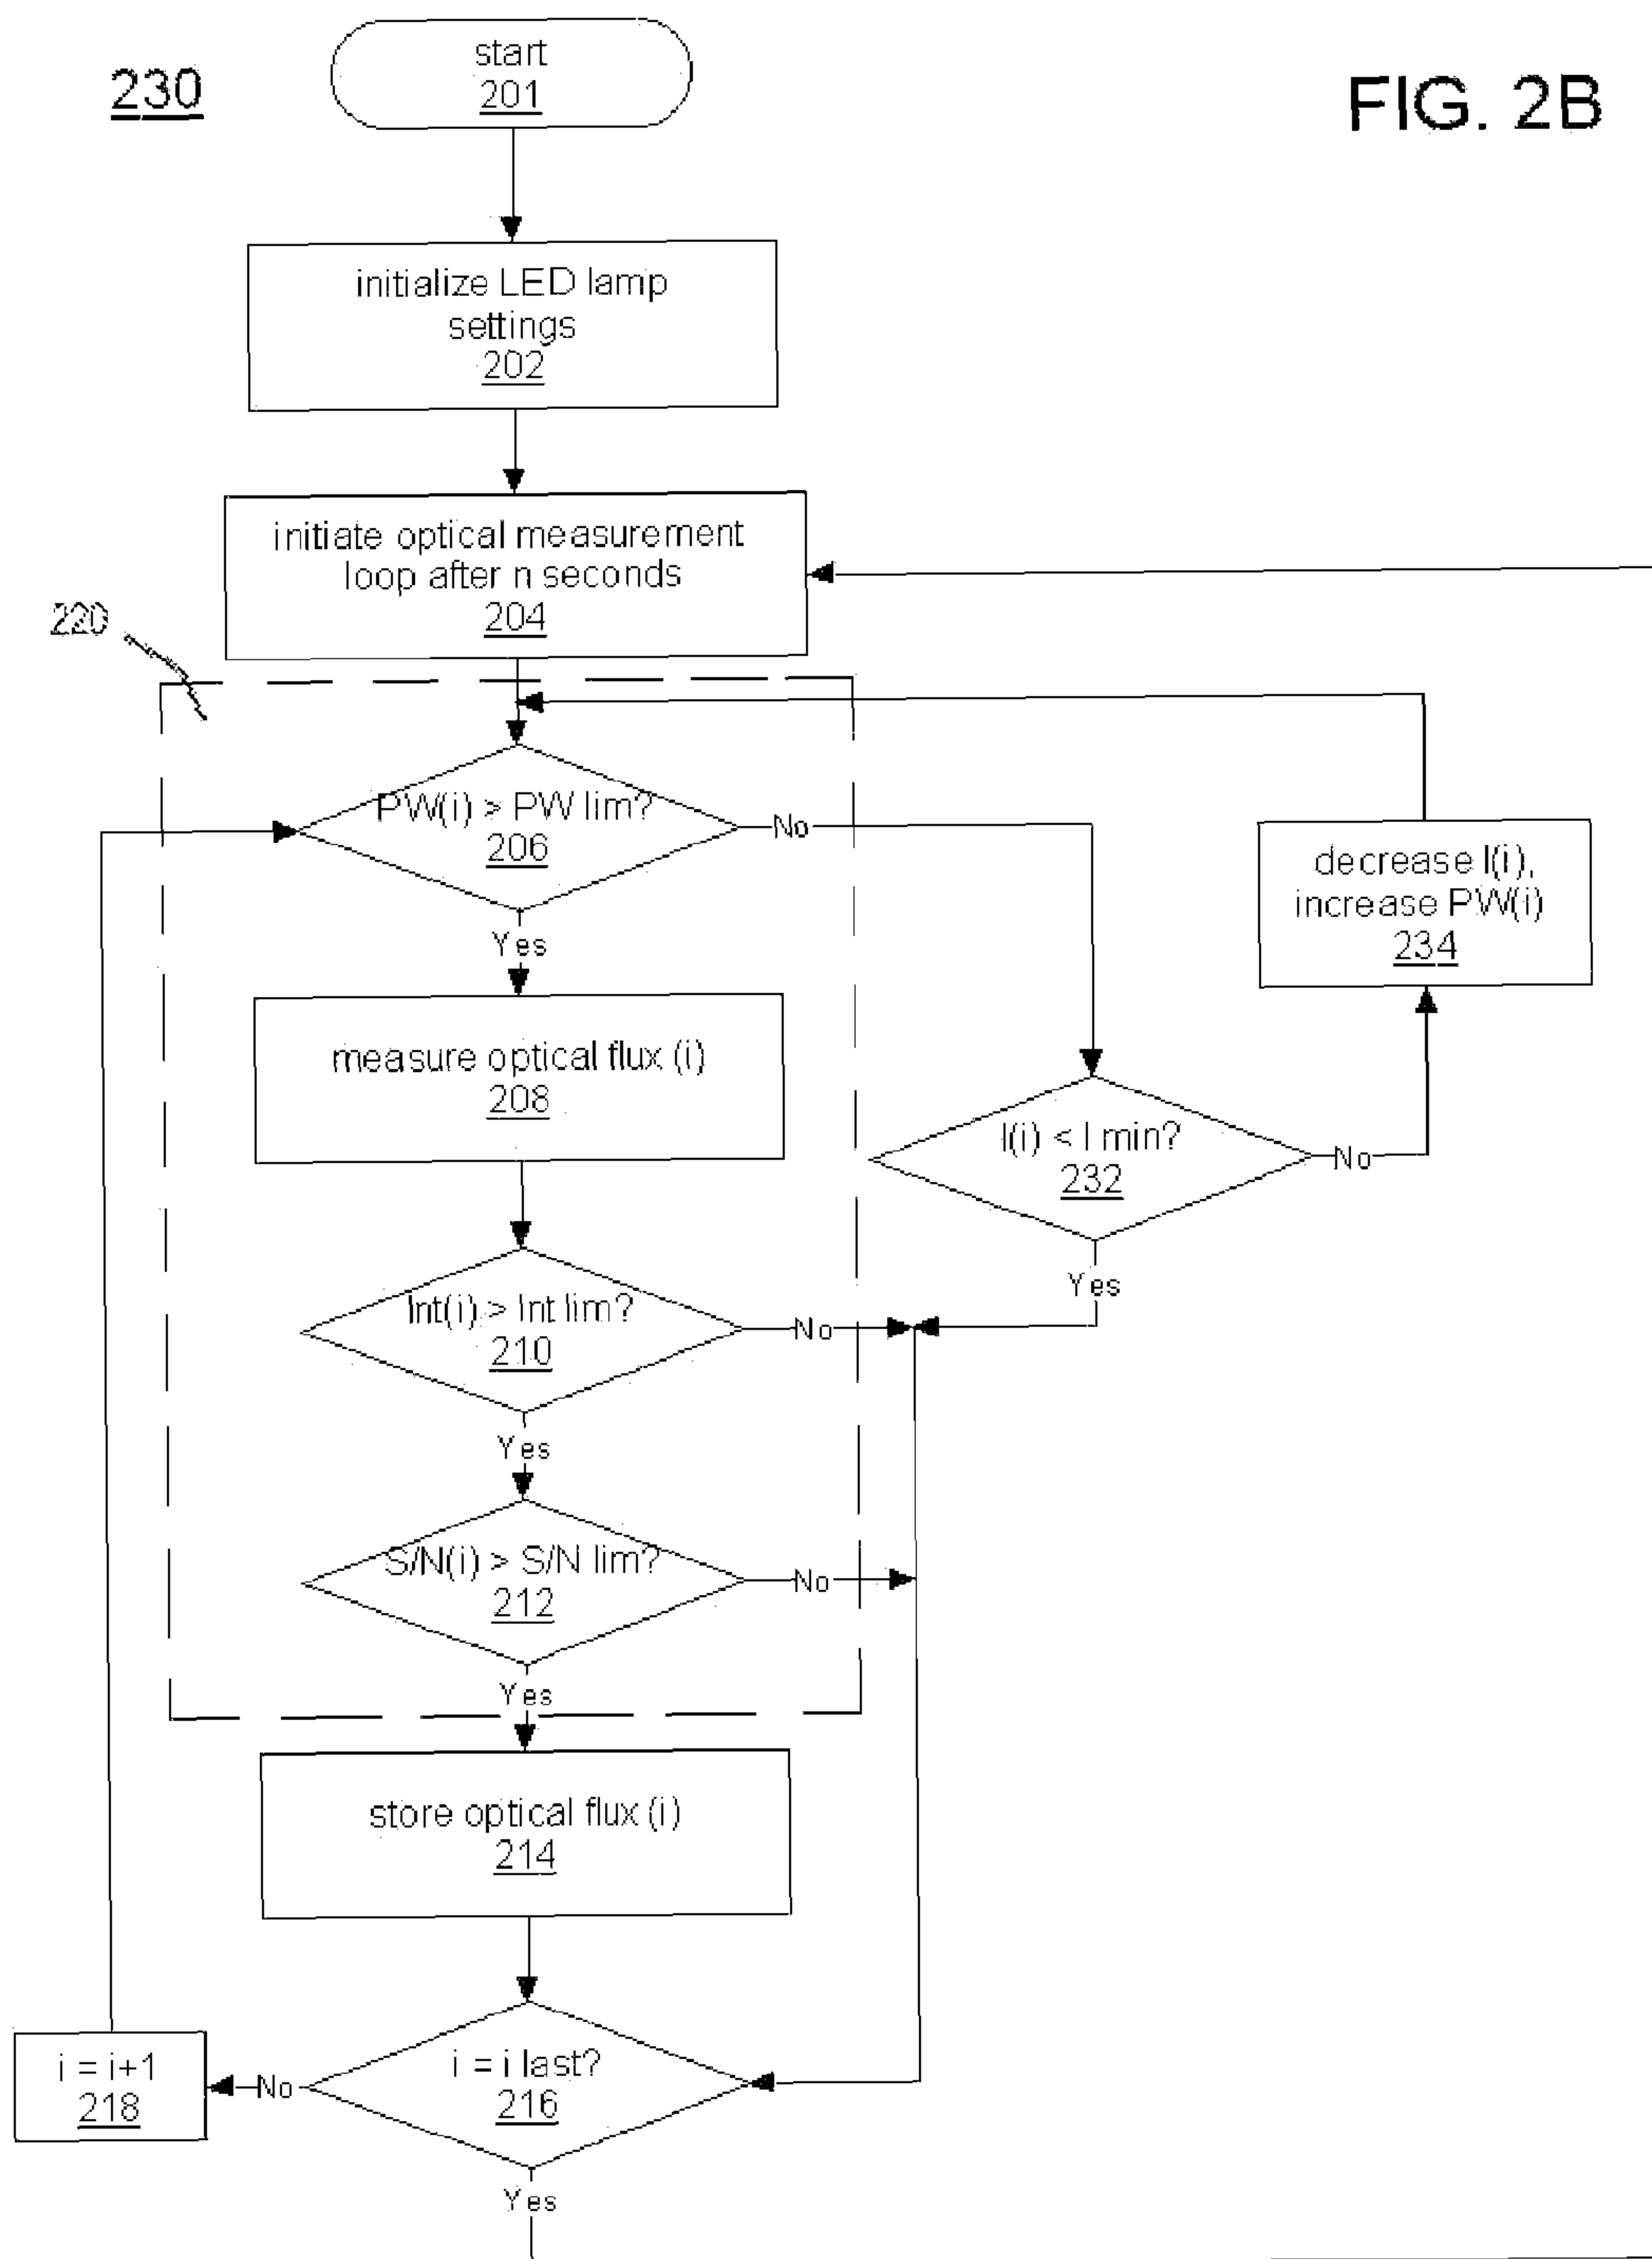 230
FIG. 2B
start
201
initialize LED lamp
settings
202
initiate optical measurement
loop after n seconds
204
220
PW(i) > PW lim?
206
No
Yes
decrease I(i),
increase PW(i)
234
measure optical flux (i)
208
I(i) < I min?
232
No
Yes
Int(i) > Int lim?
210
No
Yes
S/N(i) > S/N lim?
212
No
Yes
store optical flux (i)
214
i = i last?
216
No
i = i+1
218
Yes